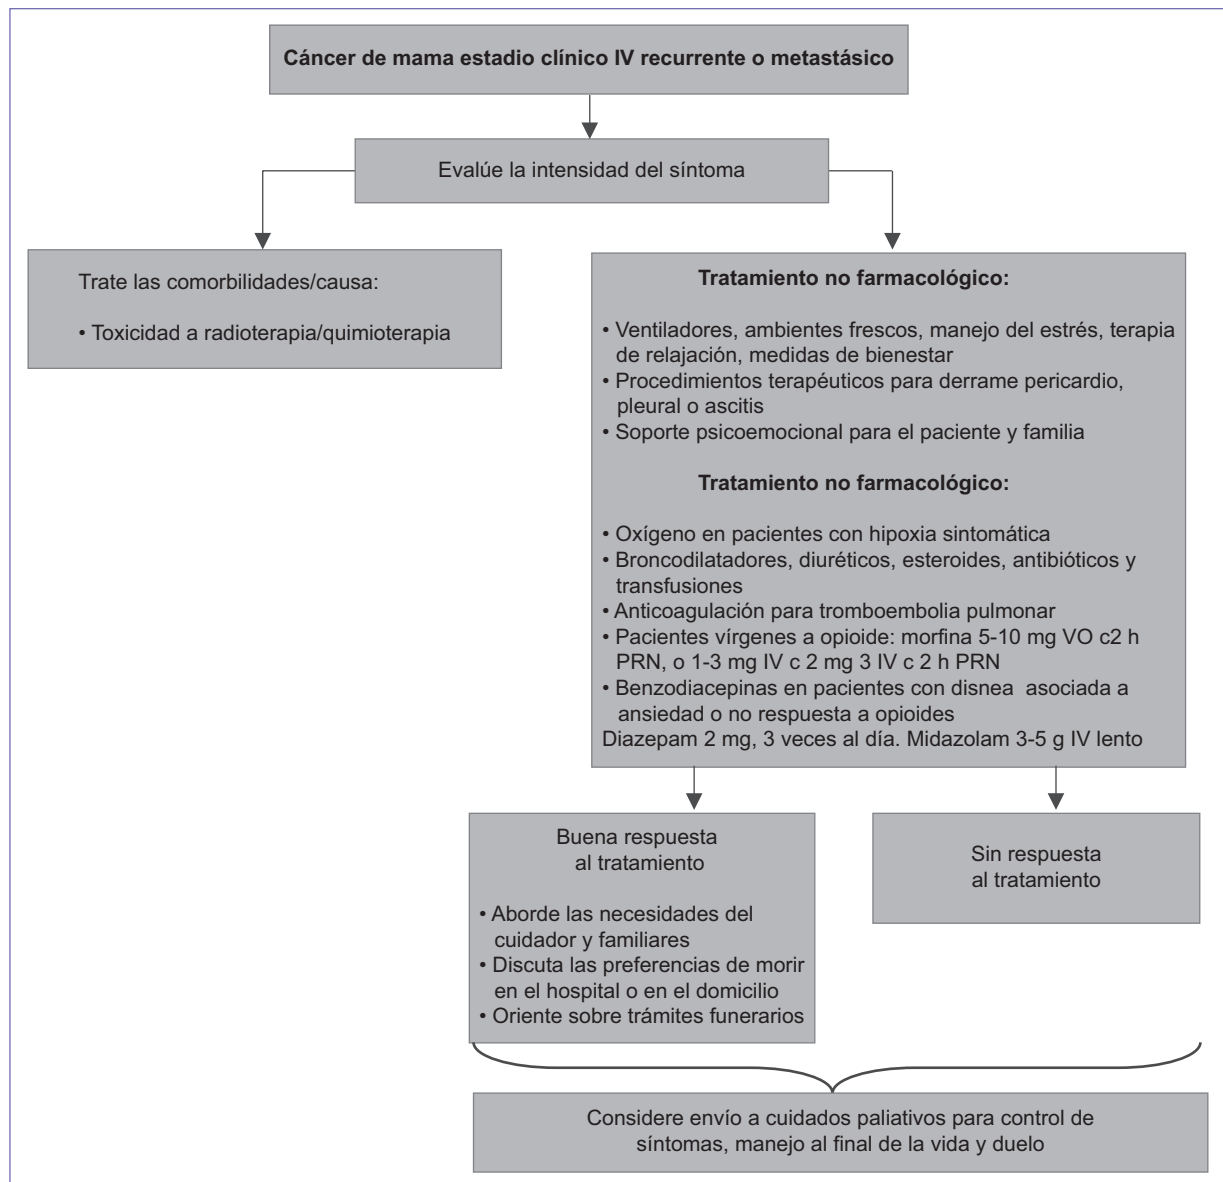 Cáncer de mama estadio clínico IV recurrente o metastásico
Evalúe la intensidad del síntoma
Trate las comorbilidades/causa:
• Toxicidad a radioterapia/quimioterapia
Tratamiento no farmacológico:
• Ventiladores, ambientes frescos, manejo del estrés, terapia
de relajación, medidas de bienestar
• Procedimientos terapéuticos para derrame pericardio,
pleural o ascitis
• Soporte psicoemocional para el paciente y familia
Tratamiento no farmacológico:
• Oxígeno en pacientes con hipoxia sintomática
• Broncodilatadores, diuréticos, esteroides, antibióticos y
transfusiones
• Anticoagulación para tromboembolia pulmonar
• Pacientes vírgenes a opioide: morfina 5-10 mg VO c2 h
PRN, o 1-3 mg IV c 2 mg 3 IV c 2 h PRN
• Benzodiacepinas en pacientes con disnea asociada a
ansiedad o no respuesta a opioides
Diazepam 2 mg, 3 veces al día. Midazolam 3-5 g IV lento
Buena respuesta
al tratamiento
• Aborde las necesidades del
cuidador y familiares
• Discuta las preferencias de morir
en el hospital o en el domicilio
• Oriente sobre trámites funerarios
Sin respuesta
al tratamiento
Considere envío a cuidados paliativos para control de
síntomas, manejo al final de la vida y duelo